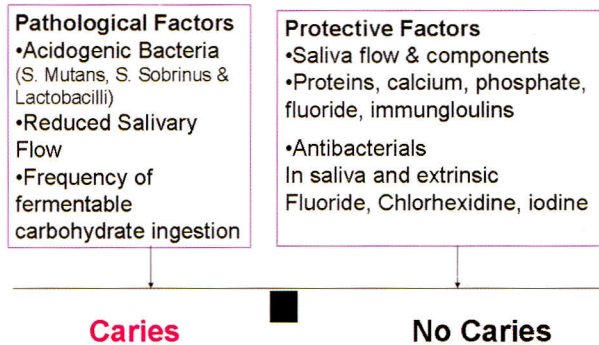 Pathological Factors
•Acidogenic Bacteria
(S. Mutans, S. Sobrinus &
Lactobacilli)
•Reduced Salivary
Flow
•Frequency of
fermentable
carbohydrate ingestion
Protective Factors
•Saliva flow & components
•Proteins, calcium, phosphate,
fluoride, immungloulins
•Antibacterials
In saliva and extrinsic
Fluoride, Chlorhexidine, iodine
Caries
No Caries